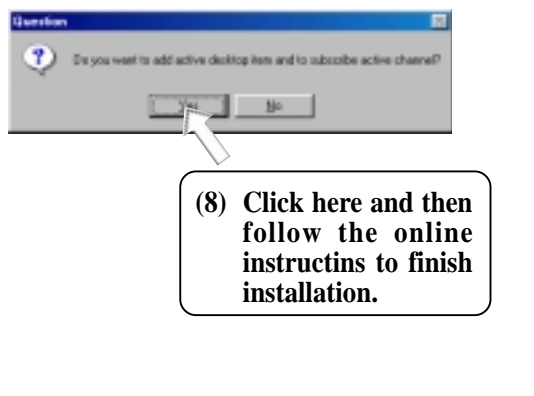 Question
Do you want to add active desktop item and to subscribe active channel?
Yes No
(8) Click here and then
follow the online
instructins to finish
installation.